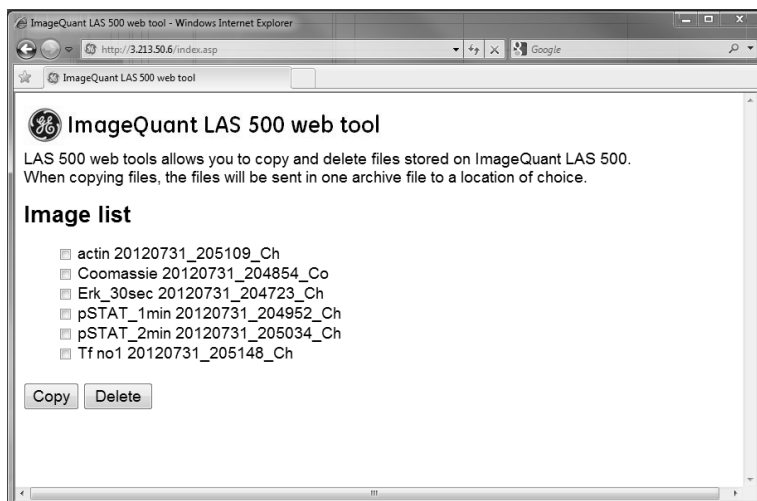 ImageQuant LAS 500 web tool - Windows Internet Explorer
http://3.213.50.6/index.asp
Google
ImageQuant LAS 500 web tool
ImageQuant LAS 500 web tool
LAS 500 web tools allows you to copy and delete files stored on ImageQuant LAS 500.
When copying files, the files will be sent in one archive file to a location of choice.
Image list
actin 20120731_205109_Ch
Coomassie 20120731_204854_Co
Erk_30sec 20120731_204723_Ch
pSTAT_1min 20120731_204952_Ch
pSTAT_2min 20120731_205034_Ch
Tf no1 20120731_205148_Ch
Copy Delete